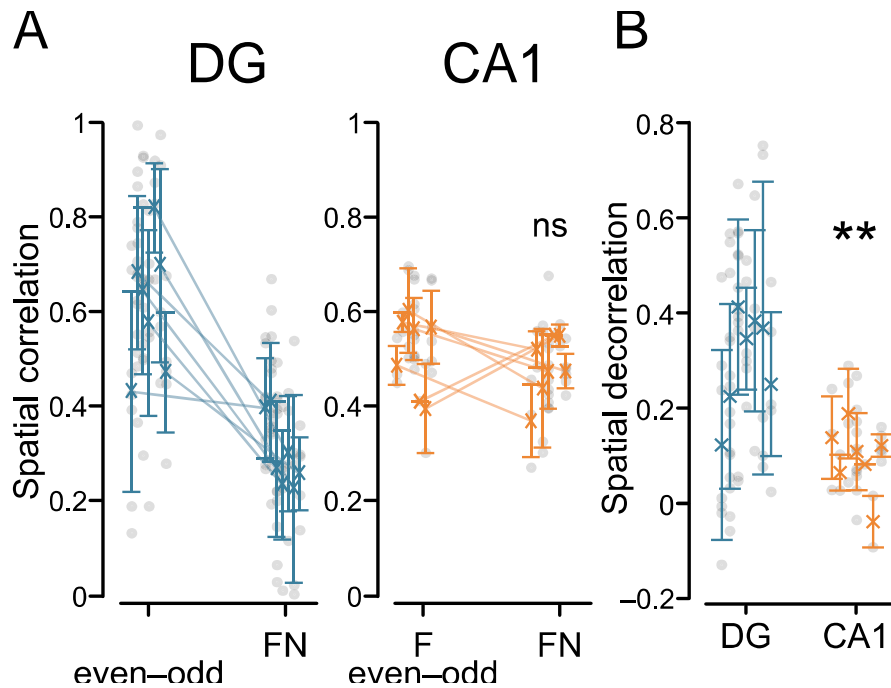 A
DG
CA1
B
Spatial correlation
1
0.8
0.6
0.4
0.2
0
even–odd
FN
1
0.8
0.6
0.4
0.2
0
ns
F
even–odd
FN
Spatial decorrelation
0.8
0.6
0.4
0.2
0
–0.2
**
DG
CA1